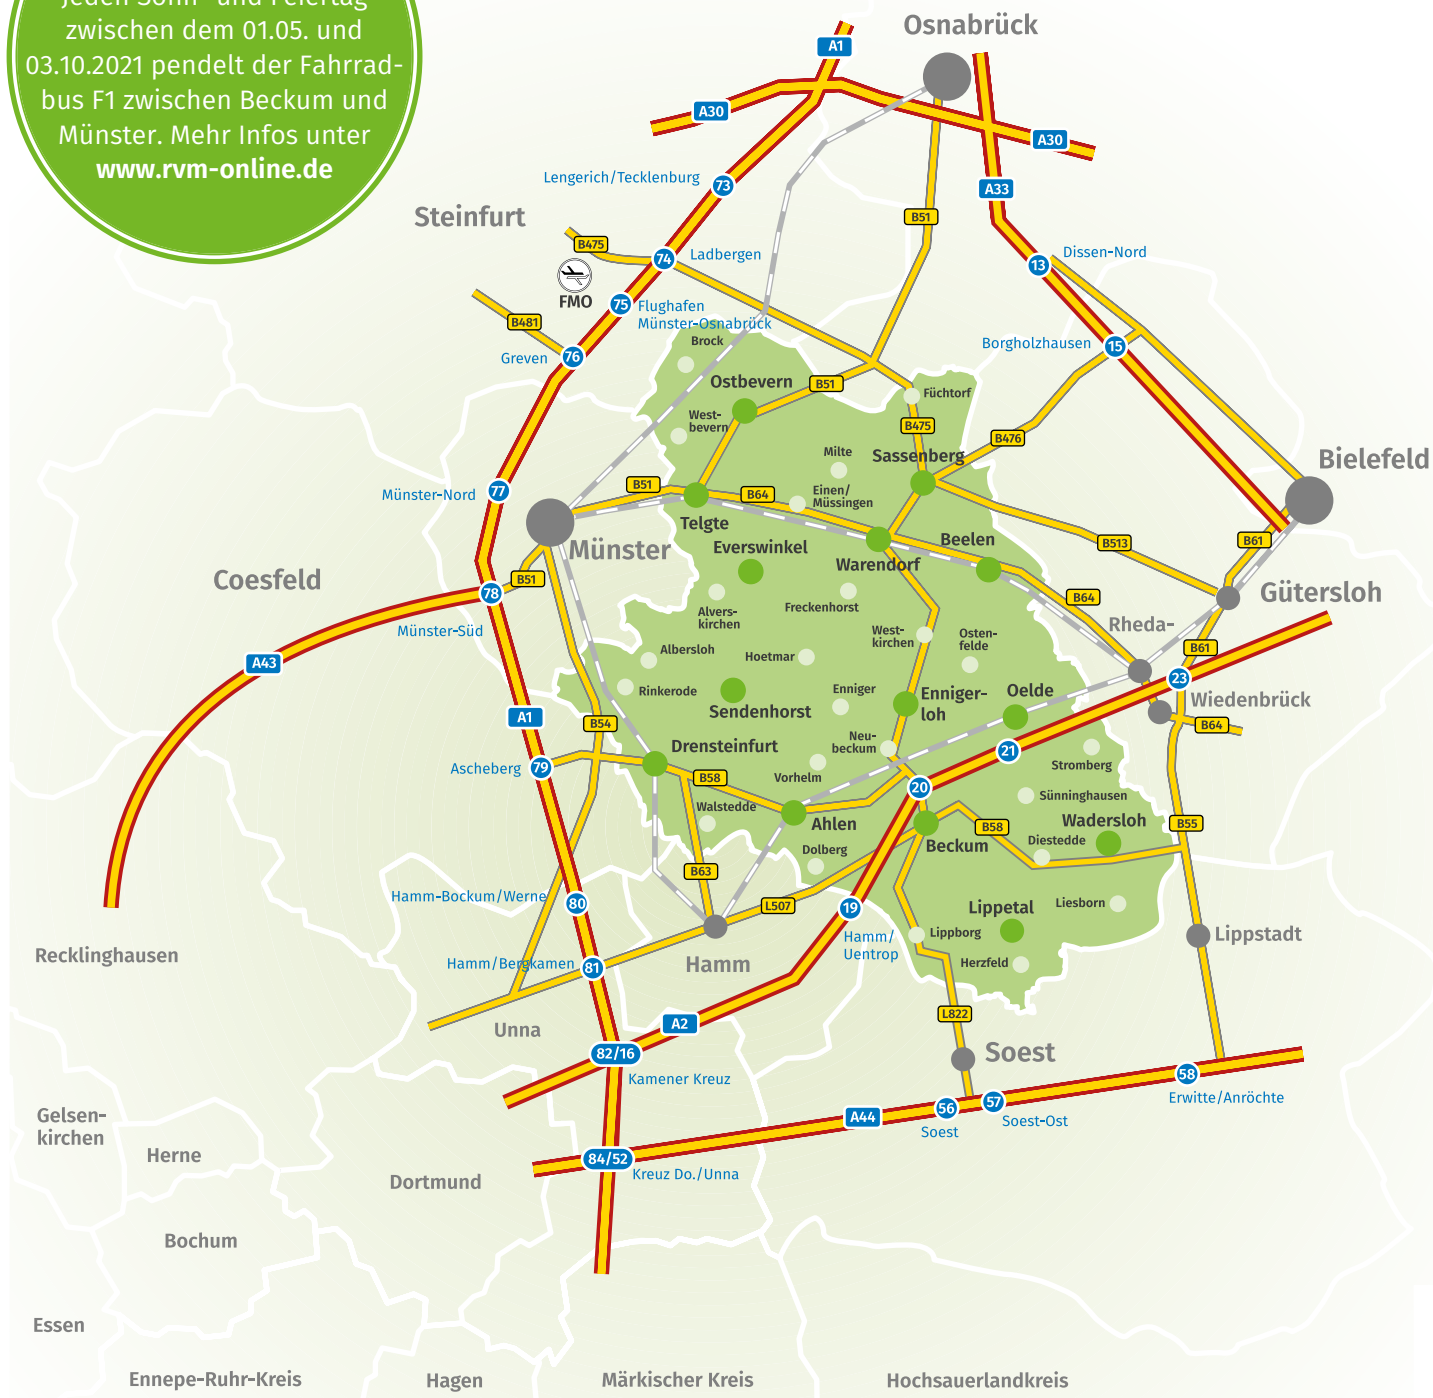 jeden Sonn- und Feiertag
zwischen dem 01.05. und
03.10.2021 pendelt der Fahrrad-
bus F1 zwischen Beckum und
Münster. Mehr Infos unter
www.rvm-online.de
Osnabrück
A1
A30
A30
A33
Lengerich/Tecklenburg
73
Steinfurt
B51
B475
74
Ladbergen
13
Dissen-Nord
FMO
75
Flughafen
Münster-Osnabrück
B481
Greven
76
Brock
Borgholzhausen
15
Ostbevern
B51
Füchtorf
West-
bevern
B475
B476
Milte
Sassenberg
Bielefeld
Münster-Nord
77
B51
B64
Einen/
Müssingen
Telgte
Münster
Everswinkel
Warendorf
Beelen
B513
B61
Coesfeld
B51
78
Münster-Süd
Alvers-
kirchen
Freckenhorst
B64
Gütersloh
Rheda-
West-
kirchen
Osten-
felde
B61
A43
Albersloh
Hoetmar
Rinkerode
Enniger
Enniger-
loh
Oelde
23
Wiedenbrück
A1
B54
Sendenhorst
B64
Neu-
beckum
Drensteinfurt
21
Ascheberg
79
B58
Vorhelm
Stromberg
20
Sünninghausen
Walstedde
Ahlen
B58
Wadersloh
B55
Beckum
Diestedde
Dolberg
B63
Hamm-Bockum/Werne
80
L507
19
Lippetal
Liesborn
Hamm/
Uentrop
Lippborg
Lippstadt
Recklinghausen
Hamm/Bergkamen
81
Hamm
Herzfeld
Unna
A2
L822
82/16
Kamener Kreuz
Soest
58
Erwitte/Anröchte
Gelsen-
kirchen
A44
56
57
Soest
Soest-Ost
Herne
84/52
Kreuz Do./Unna
Dortmund
Bochum
Essen
Ennepe-Ruhr-Kreis
Hagen
Märkischer Kreis
Hochsauerlandkreis